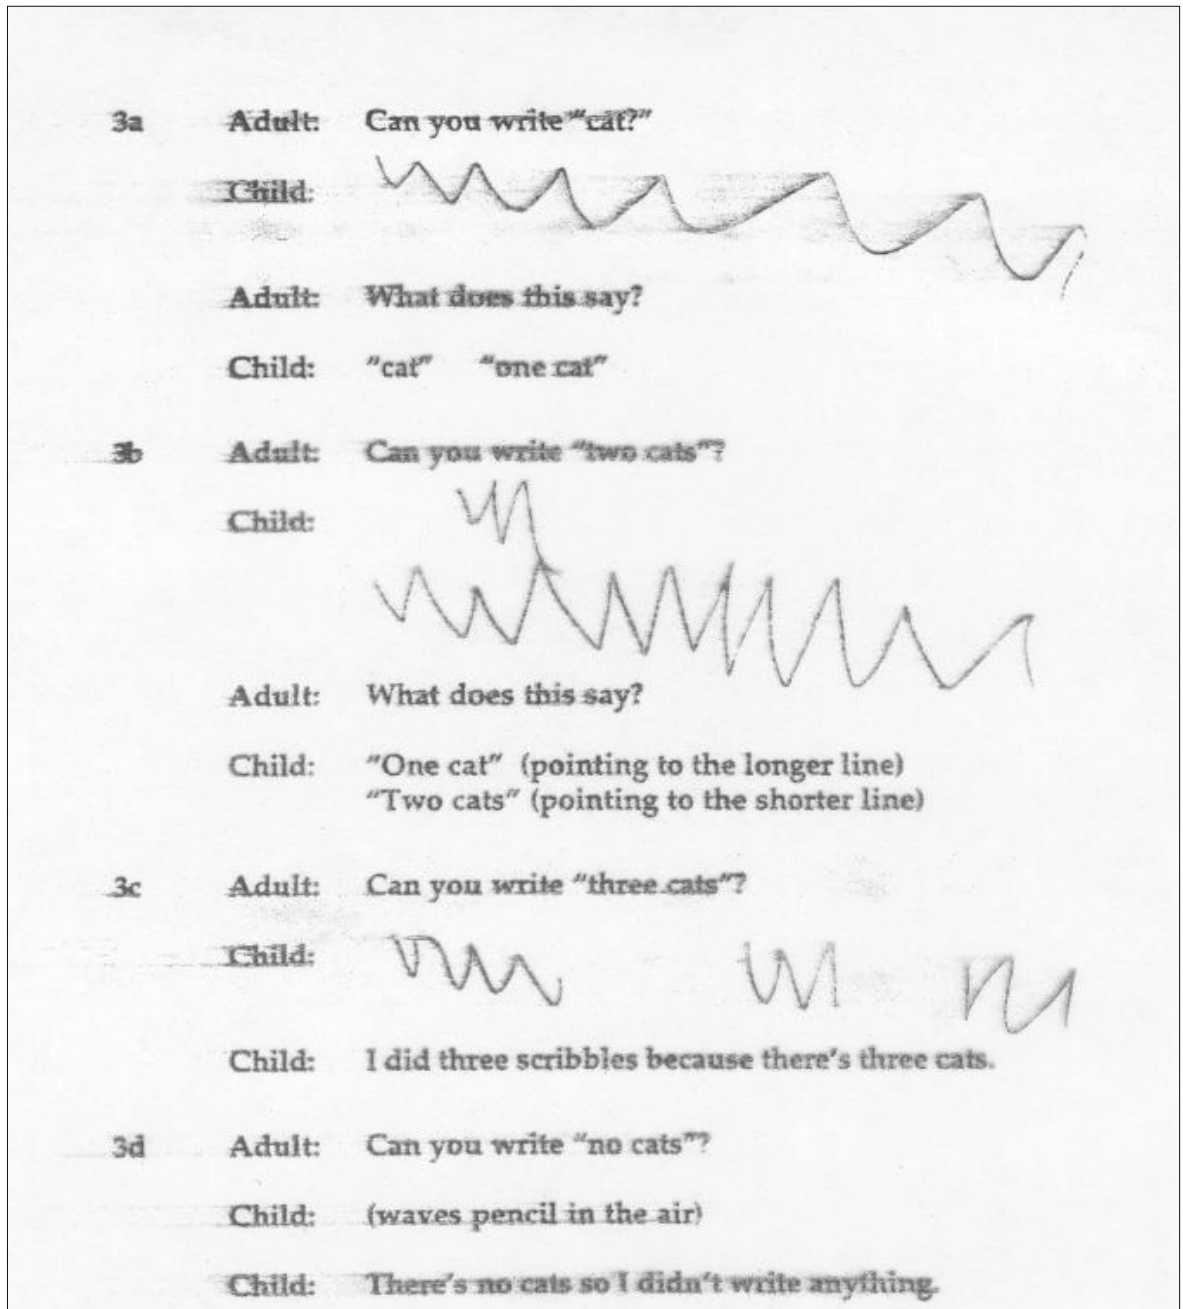 3a Adult: Can you write "cat?"
Child:
Adult: What does this say?
Child: "cat" "one cat"
3b Adult: Can you write "two cats"?
Child:
Adult: What does this say?
Child: "One cat" (pointing to the longer line)
"Two cats" (pointing to the shorter line)
3c Adult: Can you write "three cats"?
Child:
Child: I did three scribbles because there's three cats.
3d Adult: Can you write "no cats"?
Child: (waves pencil in the air)
Child: There's no cats so I didn't write anything.